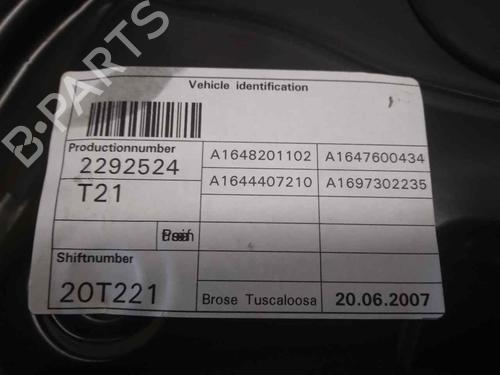 Vehicle identification
Productionnumber
2292524
T21
A1648201102 A1647600434
A1644407210 A1697302235
Shiftnumber
20T221
Brose Tuscaloosa 20.06.2007
B-PARTS